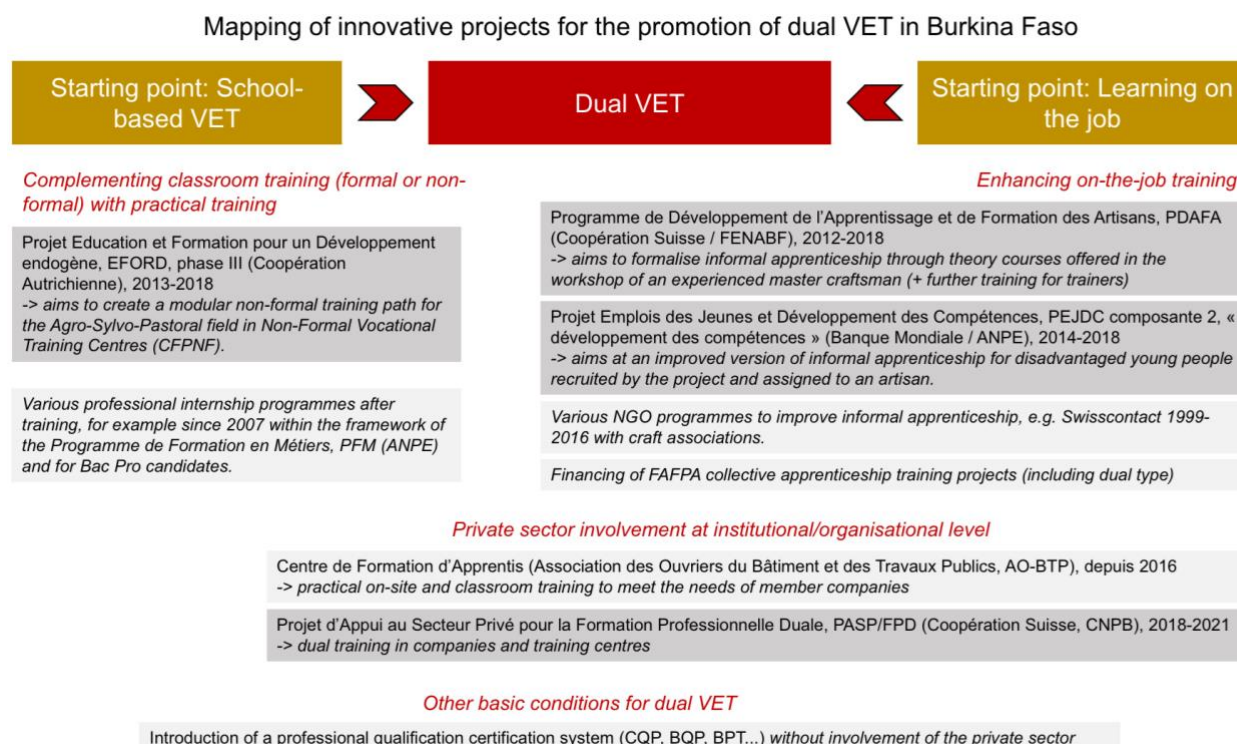 Mapping of innovative projects for the promotion of dual VET in Burkina Faso
Starting point: School-
based VET
Dual VET
Starting point: Learning on
the job
Complementing classroom training (formal or non-
formal) with practical training
Projet Education et Formation pour un Développement
endogène, EFORD, phase III (Coopération
Autrichienne), 2013-2018
-> aims to create a modular non-formal training path for
the Agro-Sylvo-Pastoral field in Non-Formal Vocational
Training Centres (CFPNF).
Various professional internship programmes after
training, for example since 2007 within the framework of
the Programme de Formation en Métiers, PFM (ANPE)
and for Bac Pro candidates.
Enhancing on-the-job training
Programme de Développement de l'Apprentissage et de Formation des Artisans, PDAFA
(Coopération Suisse / FENABF), 2012-2018
-> aims to formalise informal apprenticeship through theory courses offered in the
workshop of an experienced master craftsman (+ further training for trainers)
Projet Emplois des Jeunes et Développement des Compétences, PEJDC composante 2, «
développement des compétences » (Banque Mondiale / ANPE), 2014-2018
-> aims at an improved version of informal apprenticeship for disadvantaged young people
recruited by the project and assigned to an artisan.
Various NGO programmes to improve informal apprenticeship, e.g. Swisscontact 1999-
2016 with craft associations.
Financing of FAFPA collective apprenticeship training projects (including dual type)
Private sector involvement at institutional/organisational level
Centre de Formation d'Apprentis (Association des Ouvriers du Bâtiment et des Travaux Publics, AO-BTP), depuis 2016
-> practical on-site and classroom training to meet the needs of member companies
Projet d'Appui au Secteur Privé pour la Formation Professionnelle Duale, PASP/FPD (Coopération Suisse, CNPB), 2018-2021
-> dual training in companies and training centres
Other basic conditions for dual VET
Introduction of a professional qualification certification system (CQP, BQP, BPT...) without involvement of the private sector